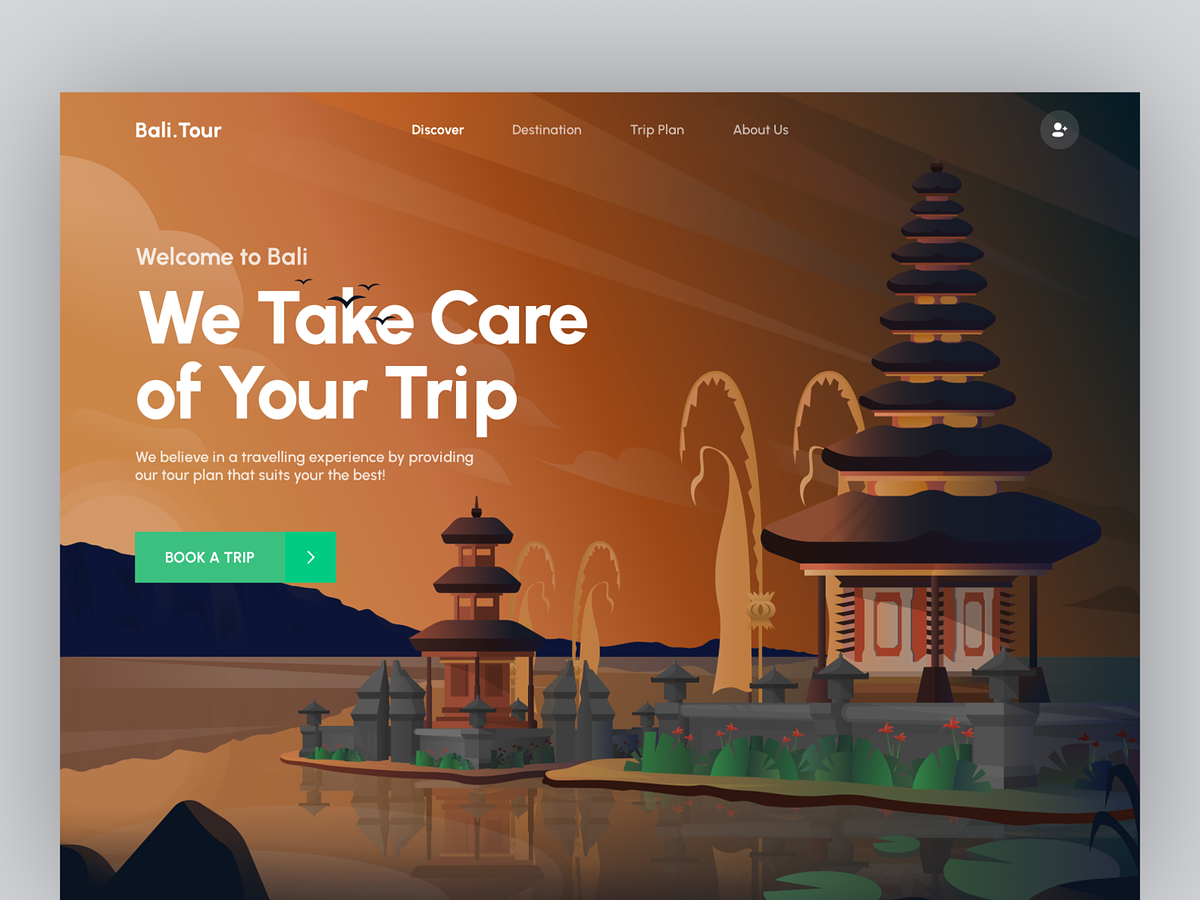 Bali.Tour
Discover
Destination
Trip Plan
About Us
Welcome to Bali
We Take Care
of Your Trip
We believe in a travelling experience by providing
our tour plan that suits your the best!
BOOK A TRIP